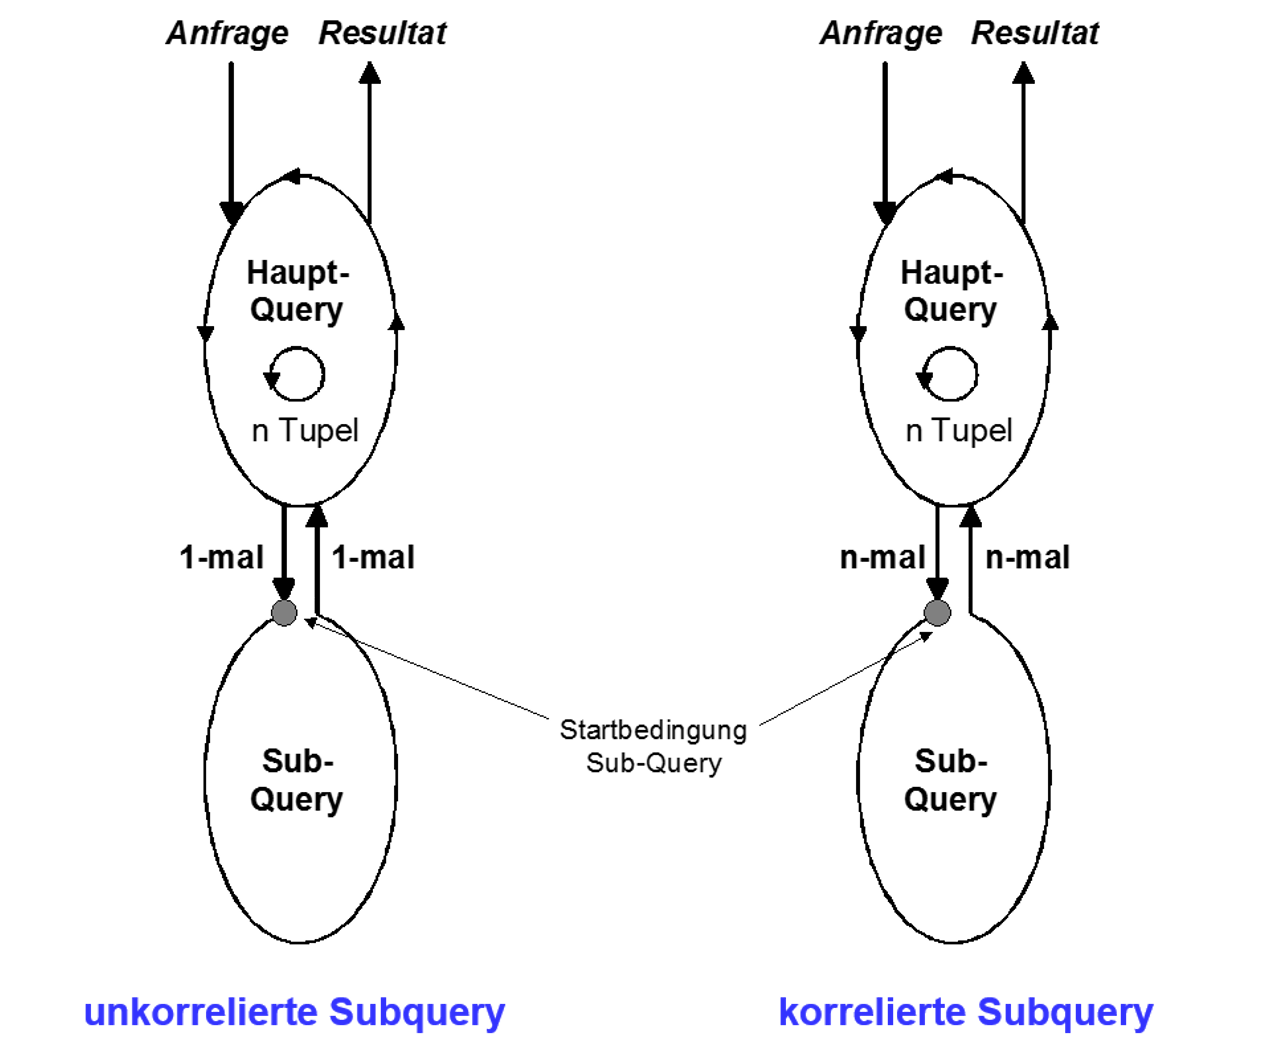 Anfrage Resultat
Haupt-
Query
n Tupel
1-mal 1-mal
Sub-
Query
unkorrelierte Subquery
Startbedingung
Sub-Query
Anfrage Resultat
Haupt-
Query
n Tupel
n-mal n-mal
Sub-
Query
korrelierte Subquery